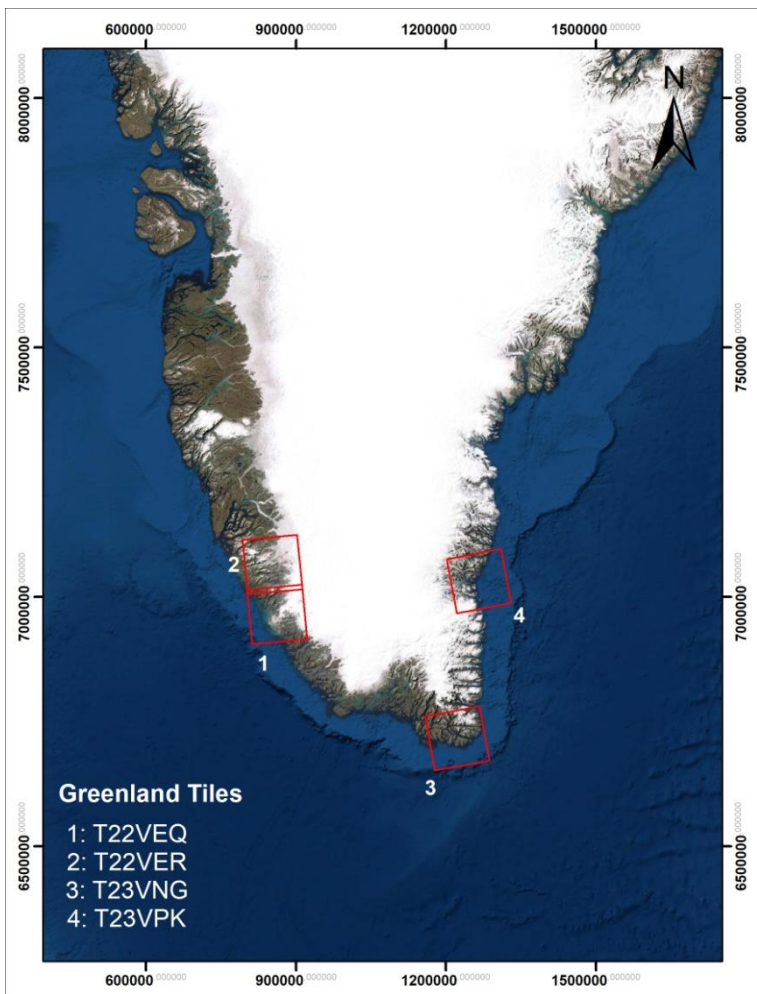 600000.000000 900000.000000 1200000.000000 1500000.000000
N
8000000.000000 8000000.000000
7500000.000000 7500000.000000
2
7000000.000000 7000000.000000
4
1
3
Greenland Tiles
1: T22VEQ
2: T22VER
3: T23VNG
4: T23VPK
6500000.000000 6500000.000000
600000.000000 900000.000000 1200000.000000 1500000.000000